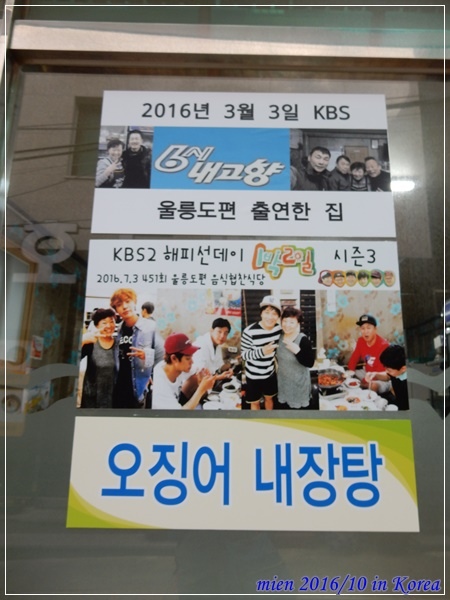 2016년 3월 3일 KBS
6시
내고향
울릉도편 출연한 집
KBS2 해피선데이 1박2일 시즌3
2016.7.3 451회 울릉도편 음식협찬식당
오징어 내장탕
mien 2016/10 in Korea